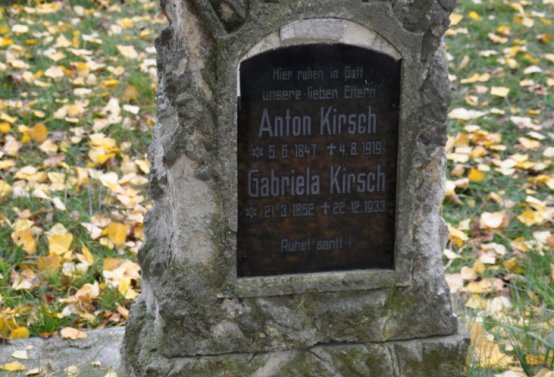 Hier ruhen in Gott
unsere lieben Eltern
Anton Kirsch
* 5.6.1847. ✝ 4.8.1919.
Gabriela Kirsch
* 21.3.1852 ✝ 22.12.1933.
Ruhet sanft !